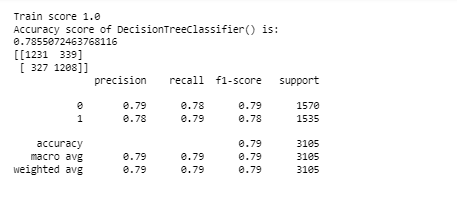 Train score 1.0
Accuracy score of DecisionTreeClassifier() is:
0.7855072463768116
[[1231 339]
[ 327 1208]]
precision recall f1-score support
0 0.79 0.78 0.79 1570
1 0.78 0.79 0.78 1535
accuracy 0.79 3105
macro avg 0.79 0.79 0.79 3105
weighted avg 0.79 0.79 0.79 3105